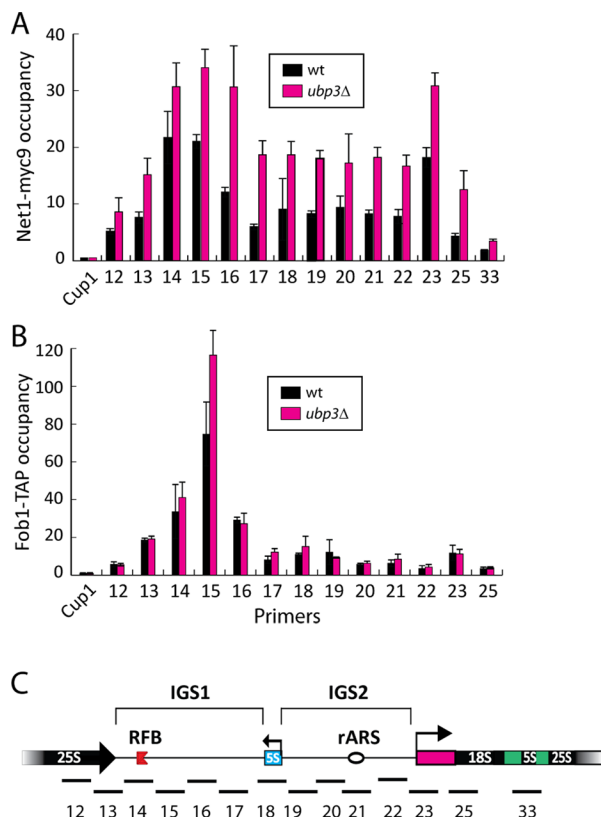 A
Net1-myc9 occupancy
40
30
20
10
0
wt
ubp3Δ
Cup1 12 13 14 15 16 17 18 19 20 21 22 23 25 33
B
Fob1-TAP occupancy
120
100
80
60
40
20
0
wt
ubp3Δ
Cup1 12 13 14 15 16 17 18 19 20 21 22 23 25
Primers
C
IGS1 IGS2
RFB rARS
25S 5S 18S 5S 25S
12 13 14 15 16 17 18 19 20 21 22 23 25 33